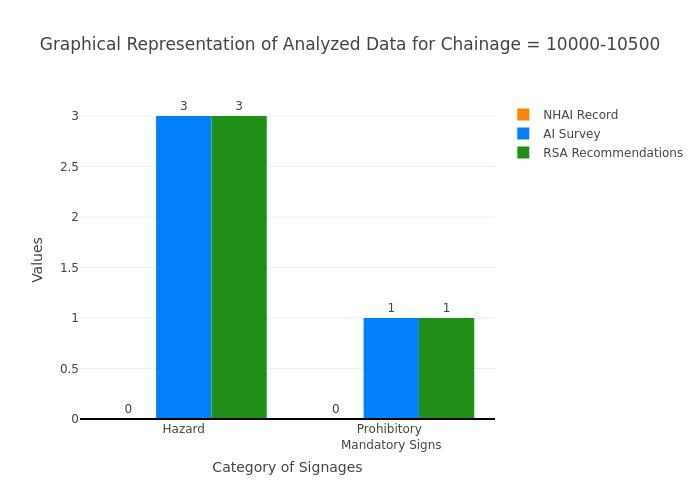 Graphical Representation of Analyzed Data for Chainage = 10000-10500
NHAI Record
AI Survey
RSA Recommendations
Values
3
2.5
2
1.5
1
0.5
0
0
3
3
0
1
1
Hazard
Prohibitory
Mandatory Signs
Category of Signages